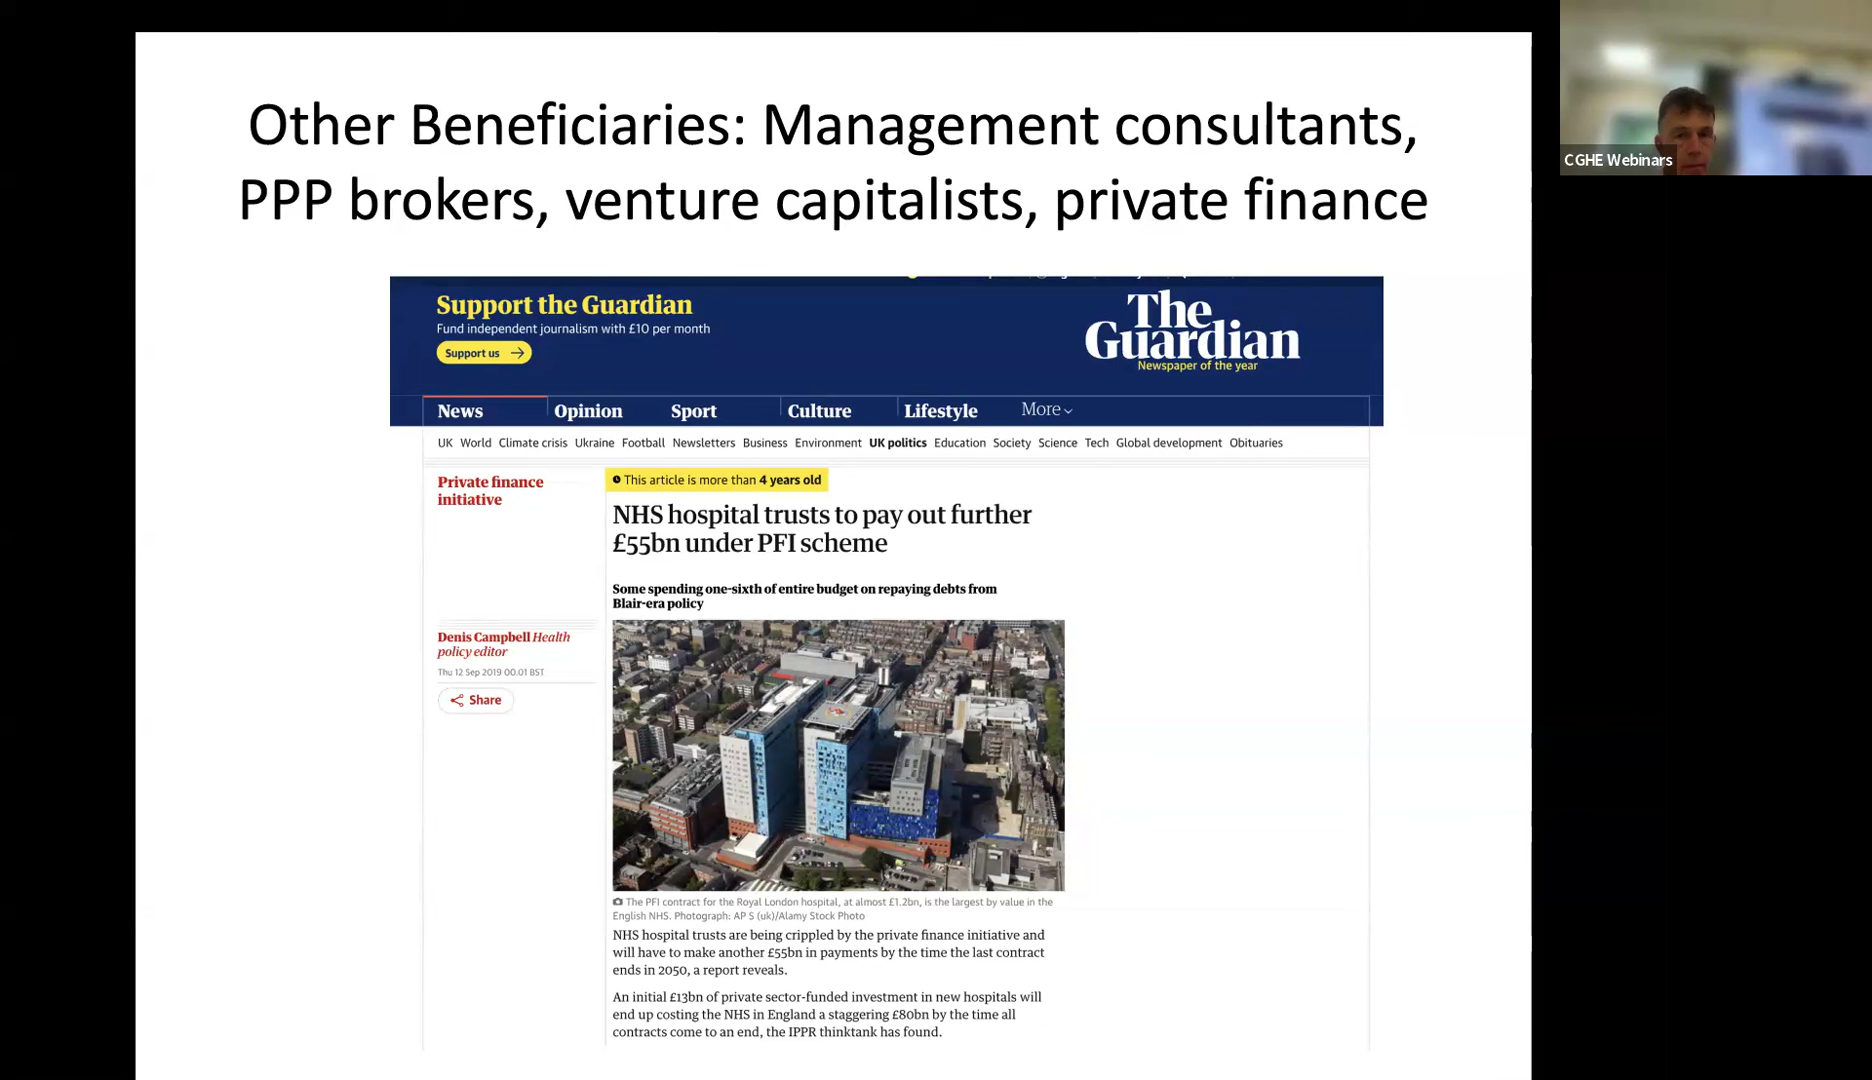 Other Beneficiaries: Management consultants,
PPP brokers, venture capitalists, private finance
CGHE Webinars
Support the Guardian
Fund independent journalism with £10 per month
Support us
The
Guardian
Newspaper of the year
News Opinion Sport Culture Lifestyle More
UK World Climate crisis Ukraine Football Newsletters Business Environment UK politics Education Society Science Tech Global development Obituaries
Private finance
initiative
This article is more than 4 years old
NHS hospital trusts to pay out further
£55bn under PFI scheme
Some spending one-sixth of entire budget on repaying debts from
Blair-era policy
Denis Campbell Health
policy editor
Thu 12 Sep 2019 00.01 BST
Share
The PFI contract for the Royal London hospital, at almost £1.2bn, is the largest by value in the
English NHS. Photograph: AP S (uk)/Alamy Stock Photo
NHS hospital trusts are being crippled by the private finance initiative and
will have to make another £55bn in payments by the time the last contract
ends in 2050, a report reveals.
An initial £13bn of private sector-funded investment in new hospitals will
end up costing the NHS in England a staggering £80bn by the time all
contracts come to an end, the IPPR thinktank has found.